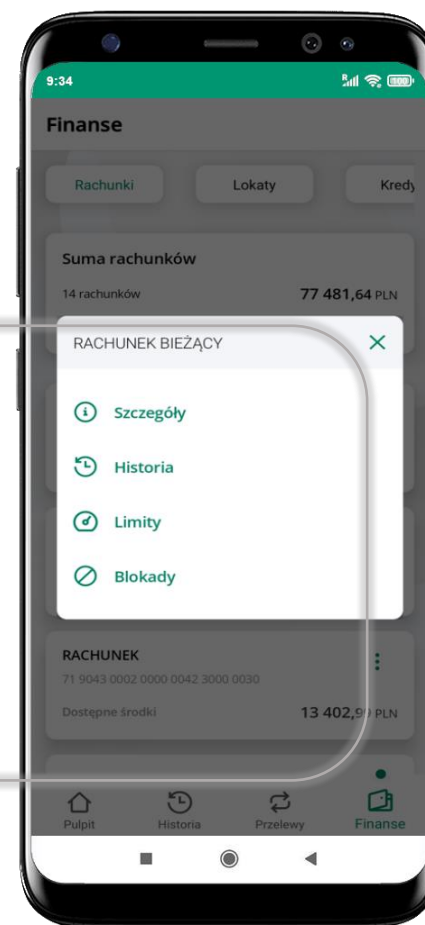 9:34
Finanse
Rachunki Lokaty Kredy
Suma rachunków
14 rachunków 77 481,64 PLN
RACHUNEK BIEŻĄCY
Szczegóły
Historia
Limity
Blokady
RACHUNEK
71 9043 0002 0000 0042 3000 0030
Dostępne środki 13 402,99 PLN
Pulpit Historia Przelewy Finanse